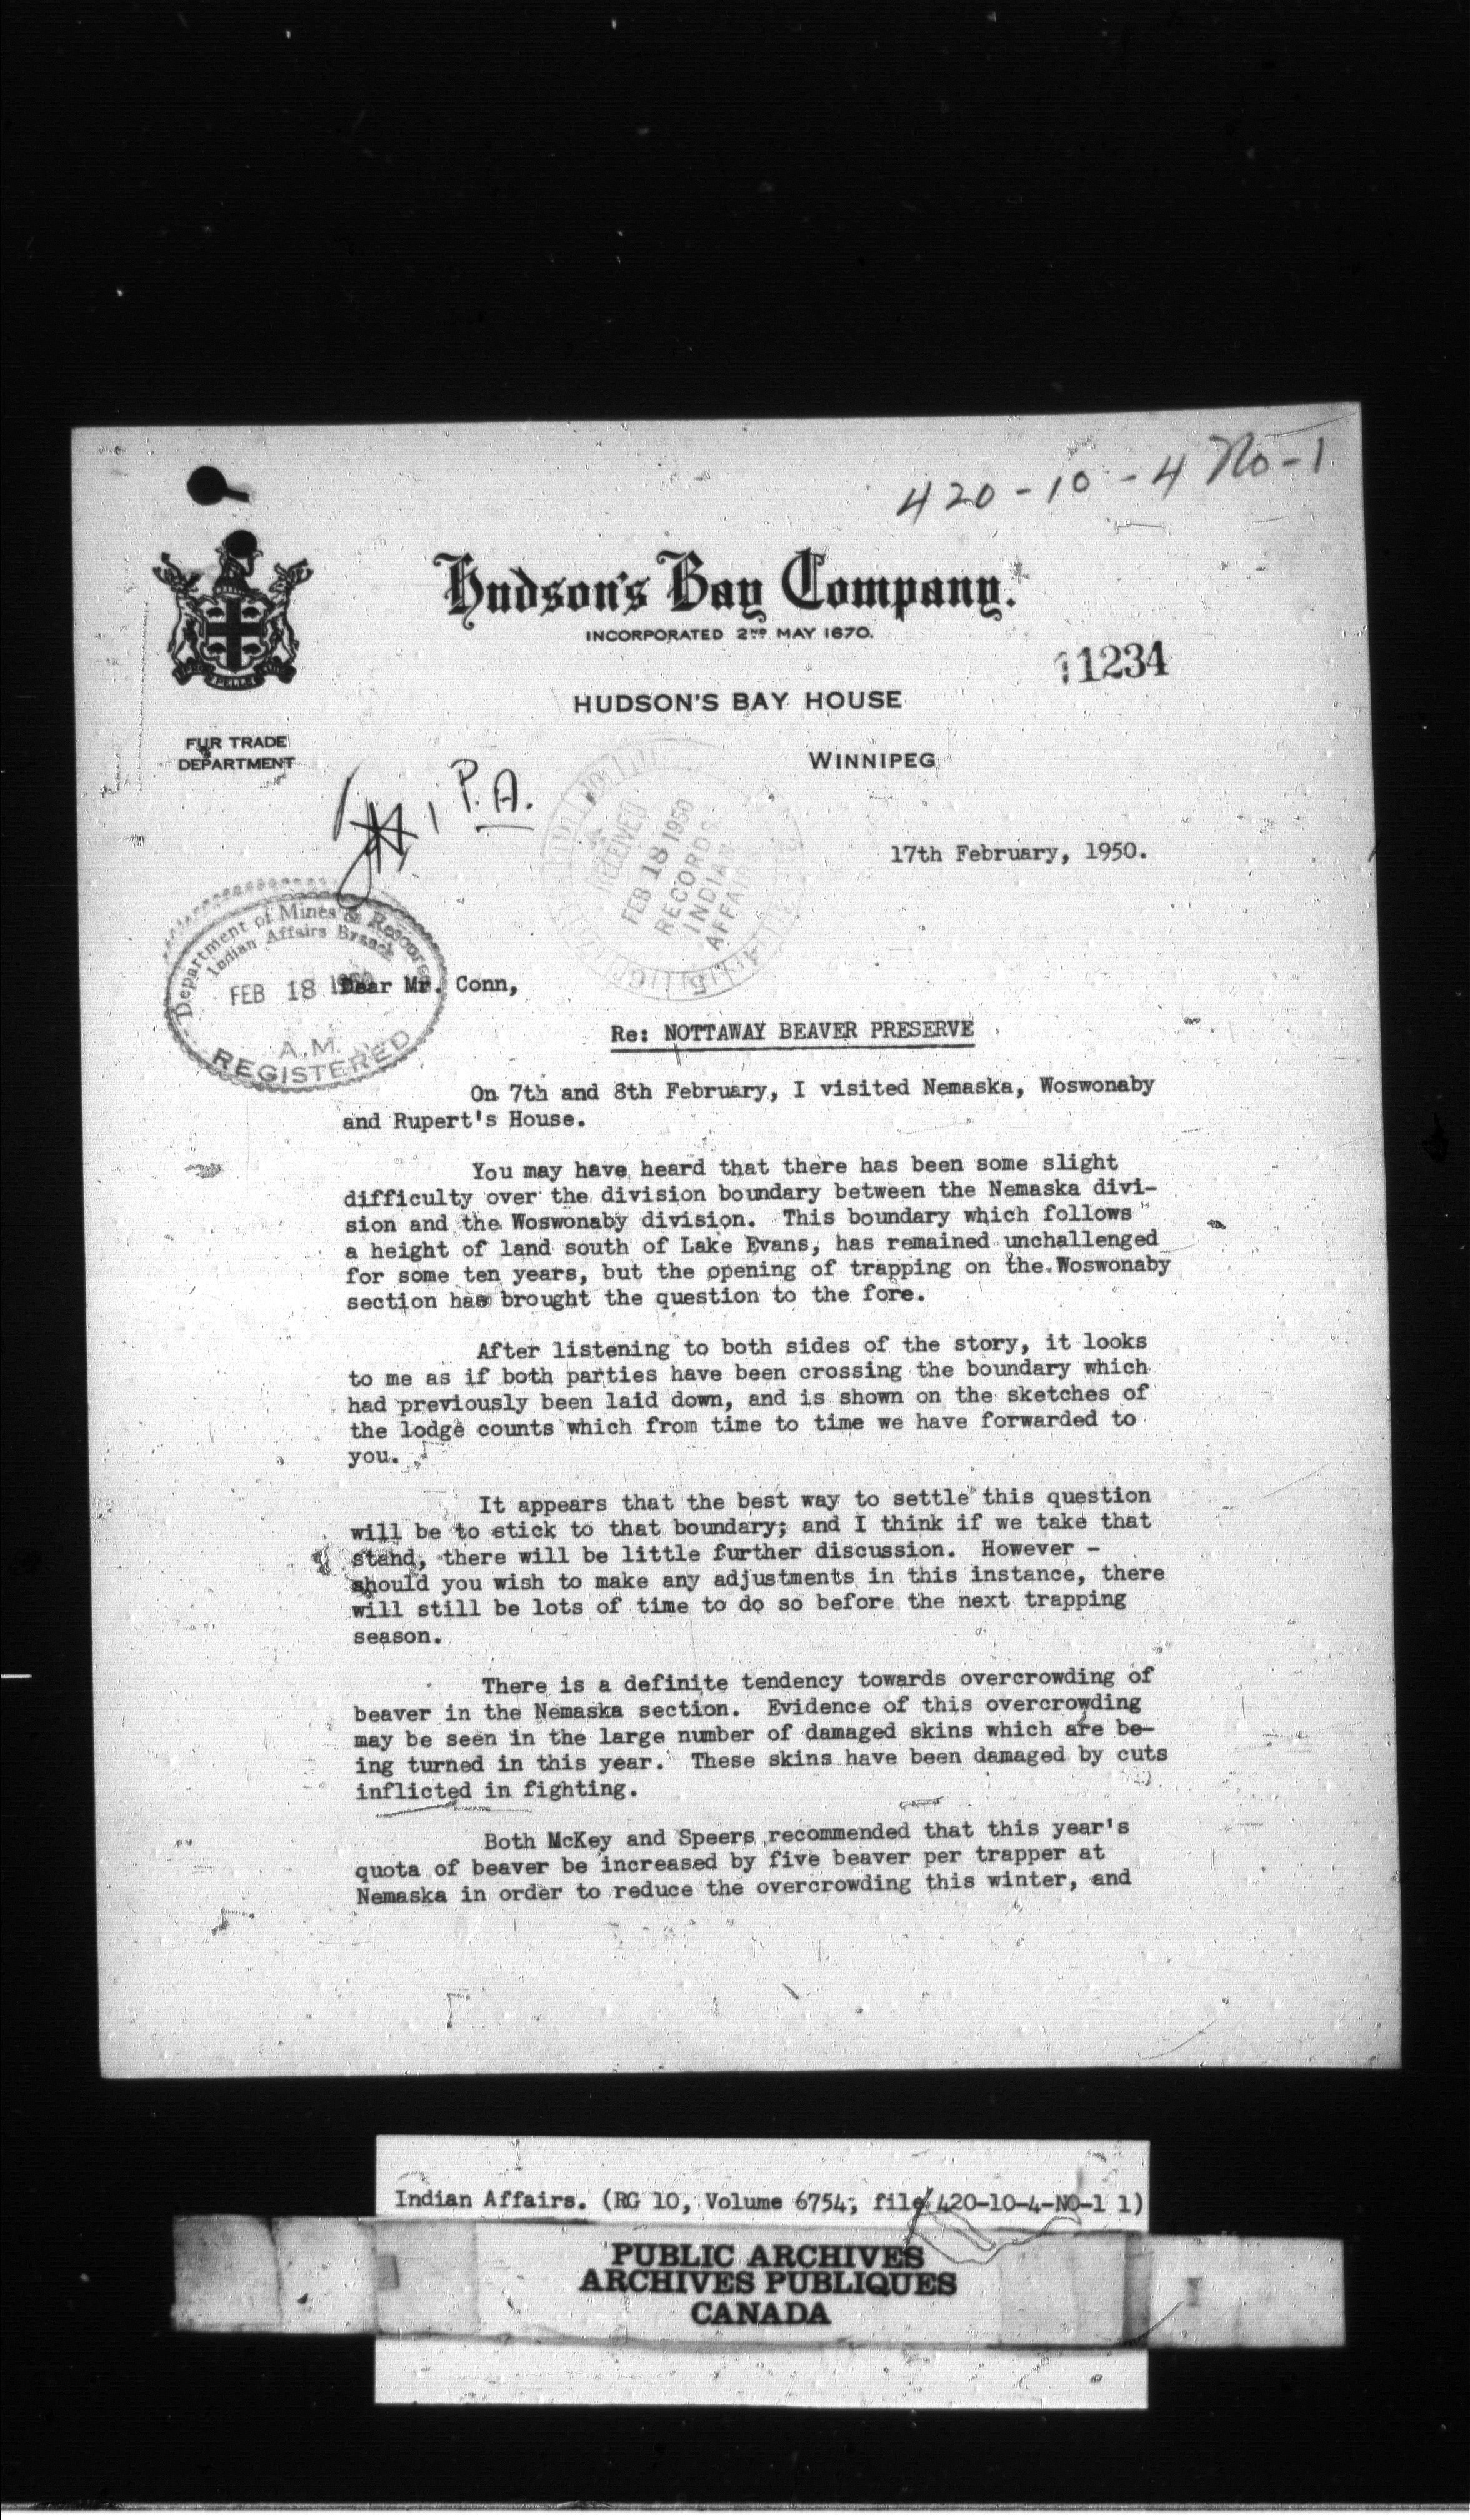 420-10-4 No-1
Hudson's Bay Company.
INCORPORATED 2ND MAY 1670.
11234
HUDSON'S BAY HOUSE
FUR TRADE
DEPARTMENT
WINNIPEG
P.A.
RECEIVED
FEB 18 1950
RECORDS
INDIAN
AFFAIRS
17th February, 1950.
Department of Mines & Resources
Indian Affairs Branch
FEB 18 1950
A.M.
REGISTERED
Dear Mr. Conn,
Re: NOTTAWAY BEAVER PRESERVE
On 7th and 8th February, I visited Nemaska, Woswonaby
and Rupert's House.
You may have heard that there has been some slight
difficulty over the division boundary between the Nemaska divi-
sion and the Woswonaby division. This boundary which follows
a height of land south of Lake Evans, has remained unchallenged
for some ten years, but the opening of trapping on the Woswonaby
section has brought the question to the fore.
After listening to both sides of the story, it looks
to me as if both parties have been crossing the boundary which
had previously been laid down, and is shown on the sketches of
the lodge counts which from time to time we have forwarded to
you.
It appears that the best way to settle this question
will be to stick to that boundary; and I think if we take that
stand, there will be little further discussion. However -
should you wish to make any adjustments in this instance, there
will still be lots of time to do so before the next trapping
season.
There is a definite tendency towards overcrowding of
beaver in the Nemaska section. Evidence of this overcrowding
may be seen in the large number of damaged skins which are be-
ing turned in this year. These skins have been damaged by cuts
inflicted in fighting.
Both McKey and Speers recommended that this year's
quota of beaver be increased by five beaver per trapper at
Nemaska in order to reduce the overcrowding this winter, and
Indian Affairs. (RG 10, Volume 6754, file 420-10-4-NO-1 1)
PUBLIC ARCHIVES
ARCHIVES PUBLIQUES
CANADA